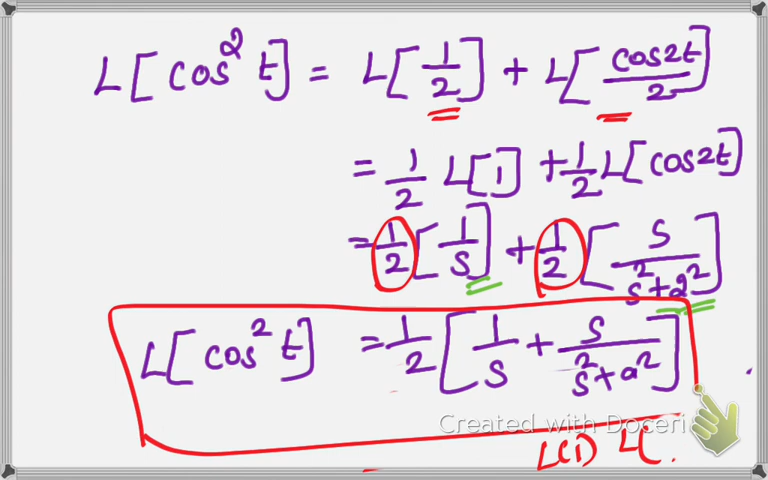 L[cos²t] = L[1/2] + L[cos2t/2]
= 1/2 L[1] + 1/2 L[cos2t]
= 1/2 [1/s] + 1/2 [s/s²+2²]
L[cos²t] = 1/2 [1/s + s/s²+a²]
Created with Doceri
L(1) L(